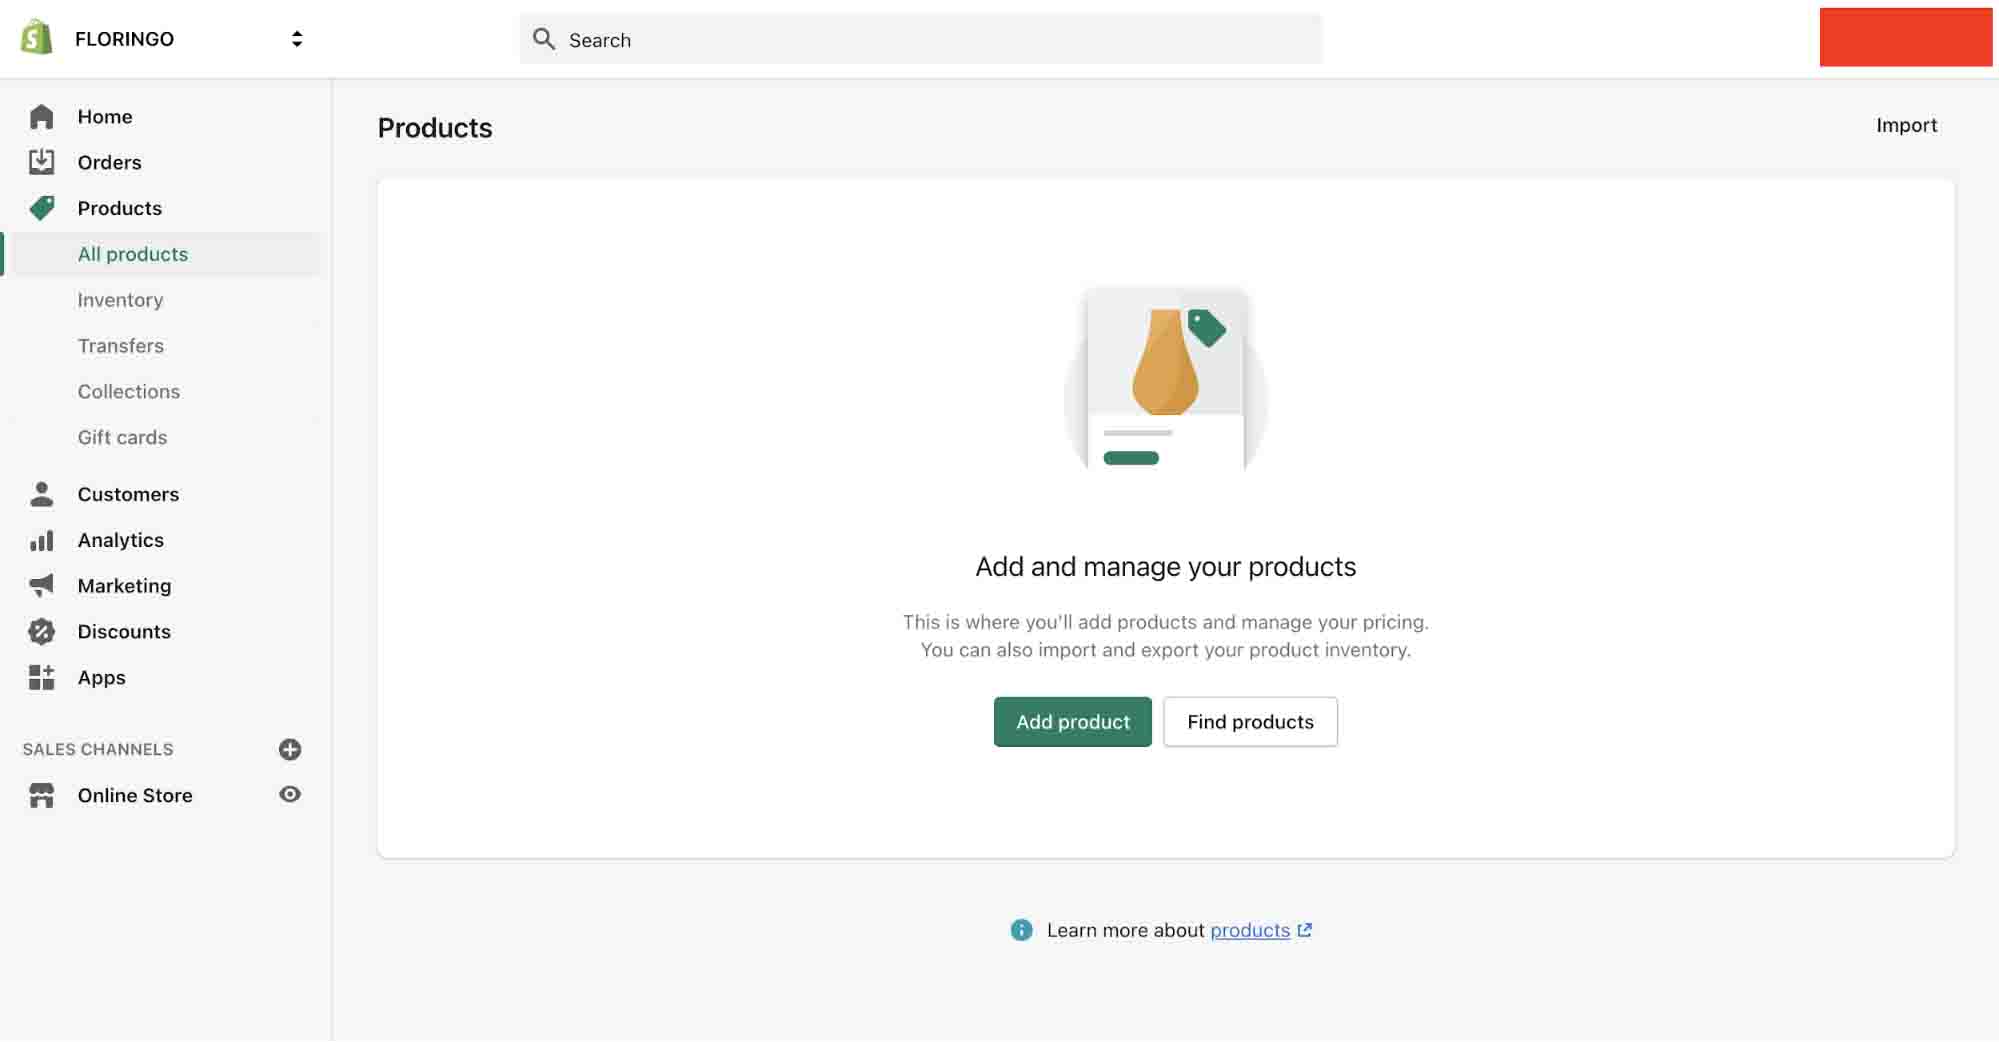 FLORINGO
Search
Home
Orders
Products
All products
Inventory
Transfers
Collections
Gift cards
Customers
Analytics
Marketing
Discounts
Apps
SALES CHANNELS
Online Store
Products
Import
Add and manage your products
This is where you'll add products and manage your pricing.
You can also import and export your product inventory.
Add product
Find products
Learn more about products